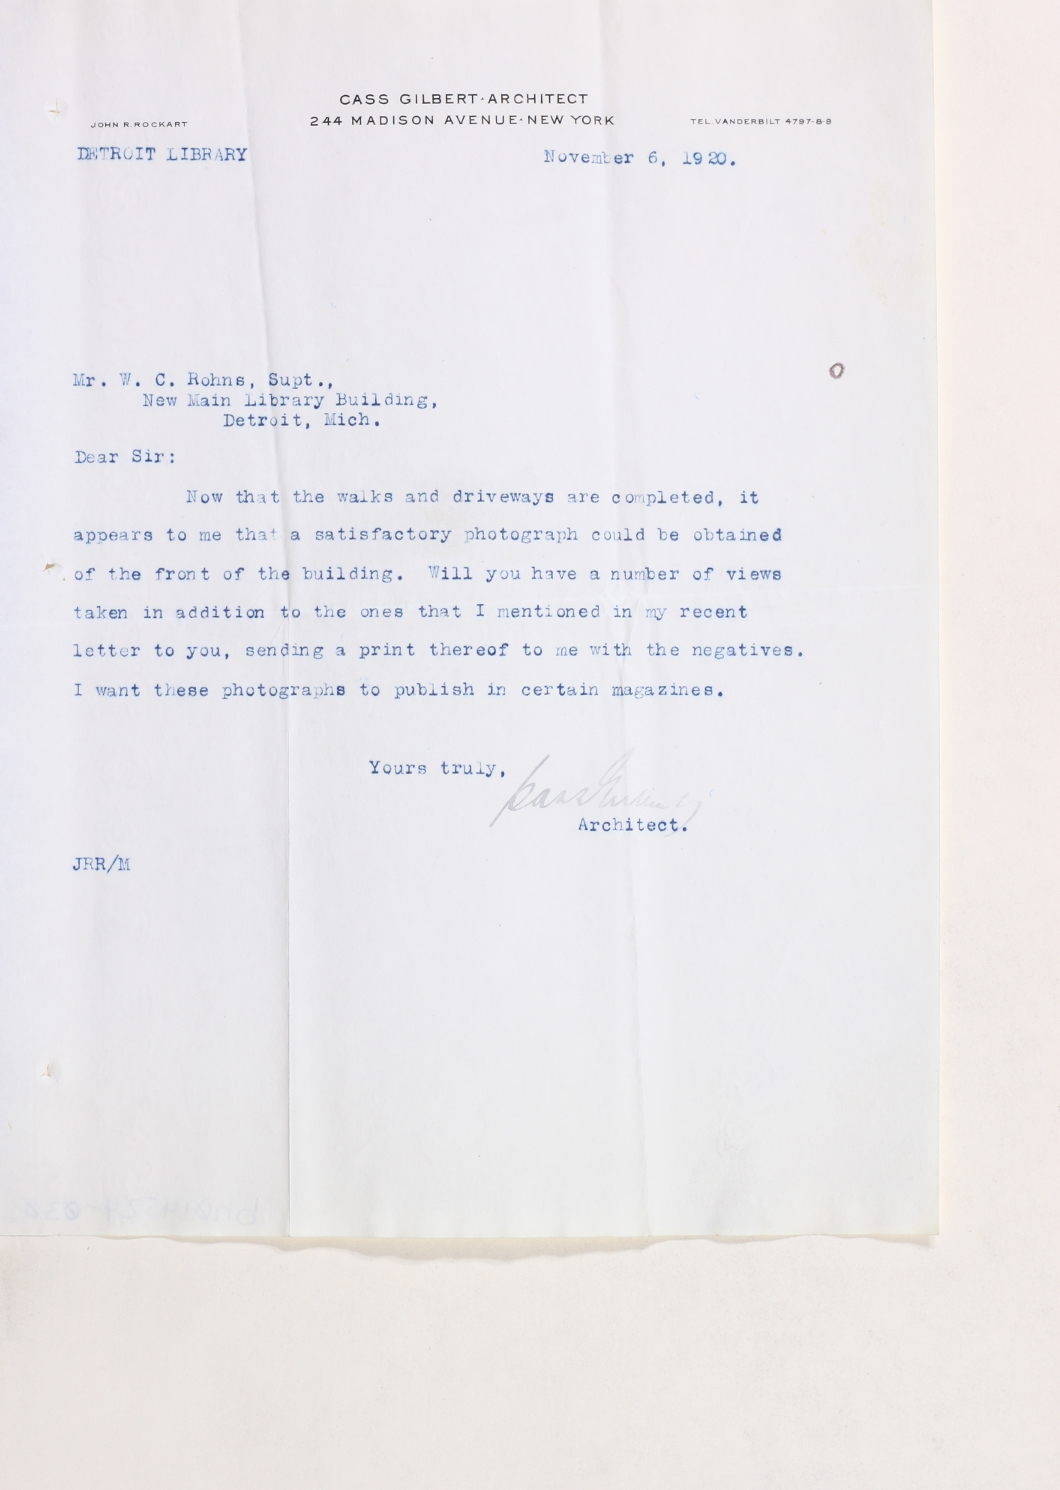 CASS GILBERT·ARCHITECT
244 MADISON AVENUE·NEW YORK
JOHN R. ROCKART
TEL. VANDERBILT 4797-8-9
DETROIT LIBRARY
November 6, 1920.
Mr. W. C. Rohns, Supt.,
New Main Library Building,
Detroit, Mich.
Dear Sir:
Now that the walks and driveways are completed, it
appears to me that a satisfactory photograph could be obtained
of the front of the building. Will you have a number of views
taken in addition to the ones that I mentioned in my recent
letter to you, sending a print thereof to me with the negatives.
I want these photographs to publish in certain magazines.
Yours truly,
Cass Gilbert
Architect.
JRR/M